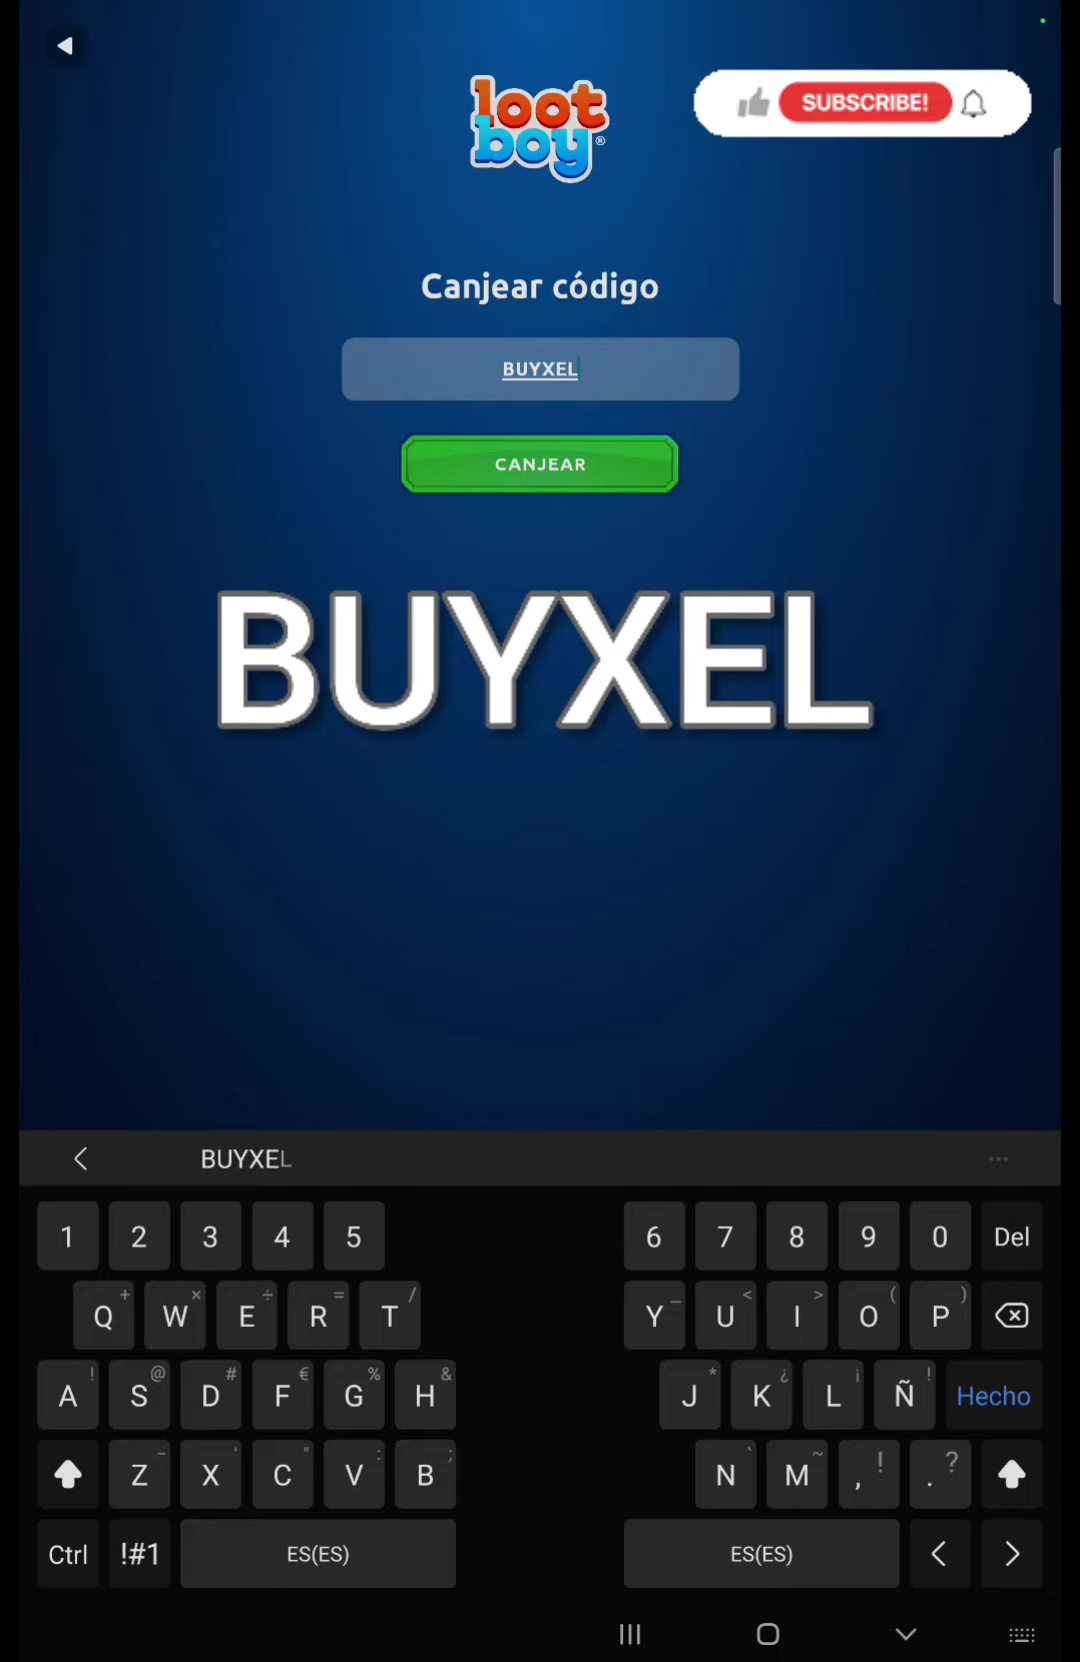 loot
boy®
SUBSCRIBE!
Canjear código
BUYXEL
CANJEAR
BUYXEL
BUYXEL
1 2 3 4 5 6 7 8 9 0 Del
Q + W × E ÷ R = T / Y _ U < I > O ( P )
A ! S @ D # F € G % H & J * K ¿ L ¡ Ñ ! Hecho
Z - X ' C " V : B ; N ` M ~ , ! . ?
Ctrl !#1 ES(ES) ES(ES)